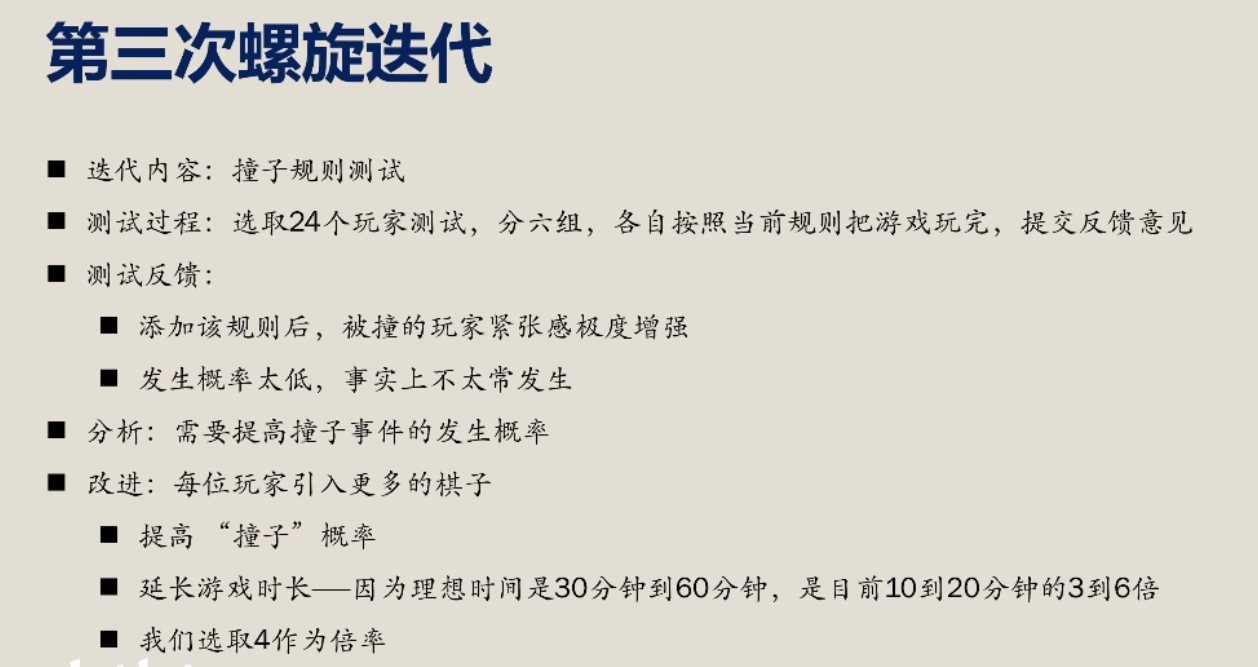 第三次螺旋迭代
迭代内容：撞子规则测试
测试过程：选取24个玩家测试，分六组，各自按照当前规则把游戏玩完，提交反馈意见
测试反馈：
添加该规则后，被撞的玩家紧张感极度增强
发生概率太低，事实上不太常发生
分析：需要提高撞子事件的发生概率
改进：每位玩家引入更多的棋子
提高 “撞子”概率
延长游戏时长——因为理想时间是30分钟到60分钟，是目前10到20分钟的3到6倍
我们选取4作为倍率